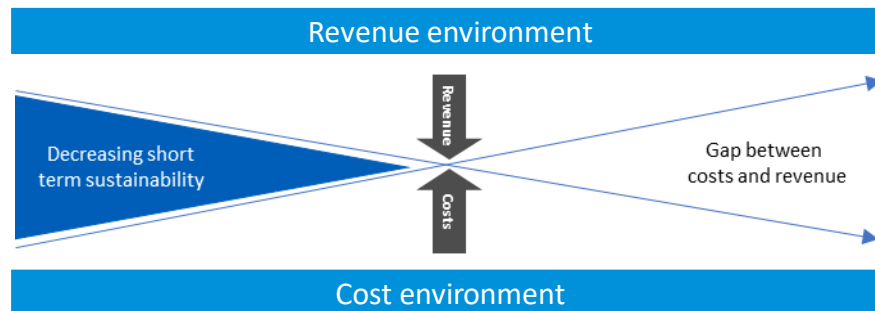 Revenue environment
Revenue
Decreasing short
term sustainability
Gap between
costs and revenue
Costs
Cost environment